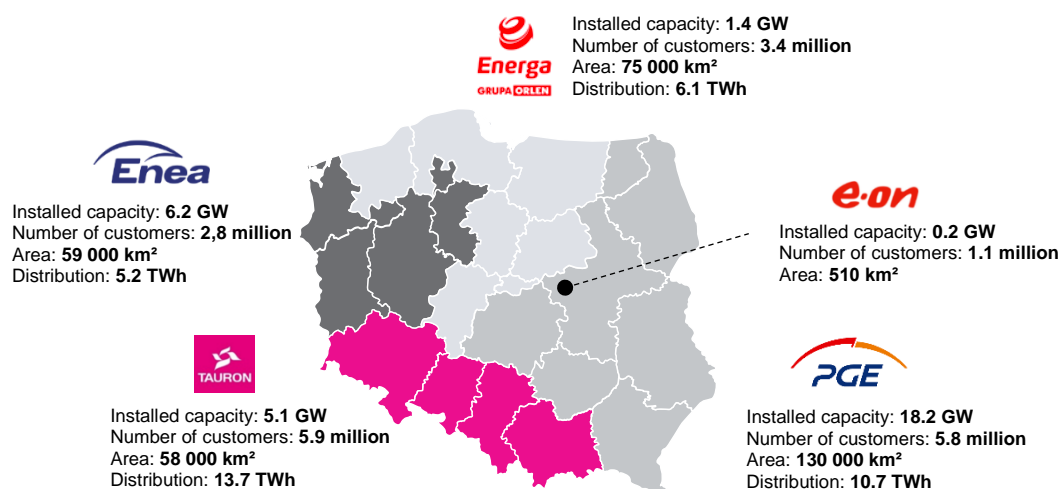 Energa
GRUPA ORLEN
Installed capacity: 1.4 GW
Number of customers: 3.4 million
Area: 75 000 km²
Distribution: 6.1 TWh
Enea
Installed capacity: 6.2 GW
Number of customers: 2,8 million
Area: 59 000 km²
Distribution: 5.2 TWh
e·on
Installed capacity: 0.2 GW
Number of customers: 1.1 million
Area: 510 km²
TAURON
Installed capacity: 5.1 GW
Number of customers: 5.9 million
Area: 58 000 km²
Distribution: 13.7 TWh
PGE
Installed capacity: 18.2 GW
Number of customers: 5.8 million
Area: 130 000 km²
Distribution: 10.7 TWh